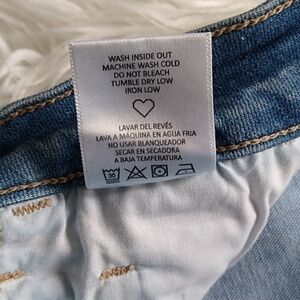 WASH INSIDE OUT
MACHINE WASH COLD
DO NOT BLEACH
TUMBLE DRY LOW
IRON LOW
LAVAR DEL REVÉS
LAVA A MÁQUINA EN AGUA FRIA
NO USAR BLANQUEADOR
SECAR EN SECADORA
A BAJA TEMPERATURA
30